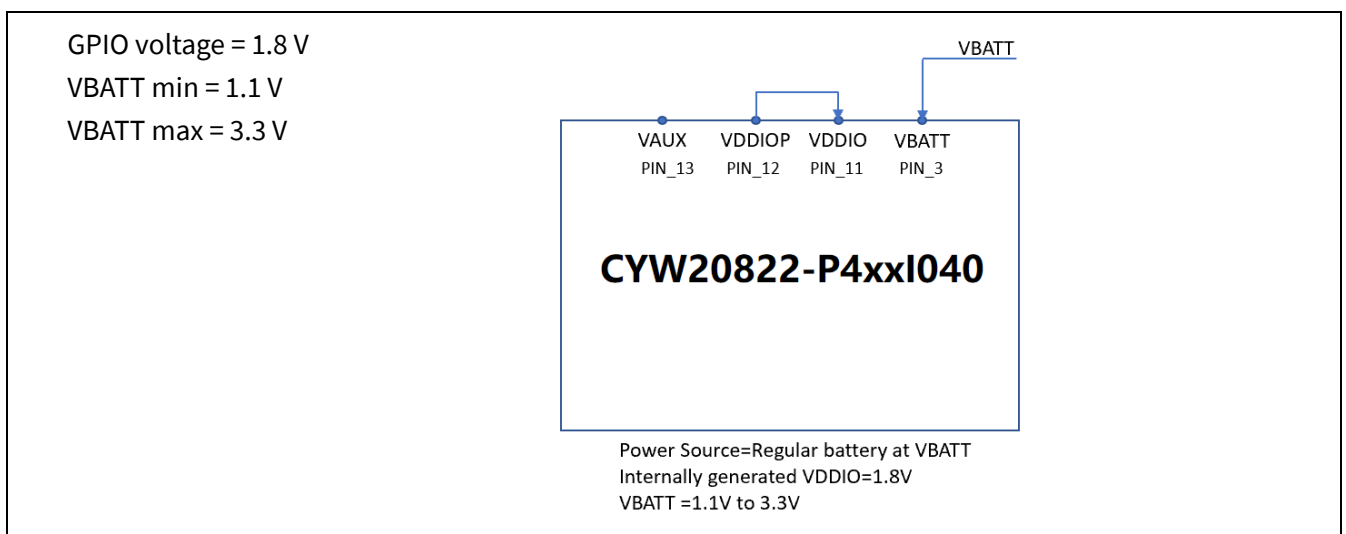 GPIO voltage = 1.8 V
VBATT min = 1.1 V
VBATT max = 3.3 V
VBATT
VAUX VDDIOP VDDIO VBATT
PIN_13 PIN_12 PIN_11 PIN_3
CYW20822-P4xxI040
Power Source=Regular battery at VBATT
Internally generated VDDIO=1.8V
VBATT =1.1V to 3.3V